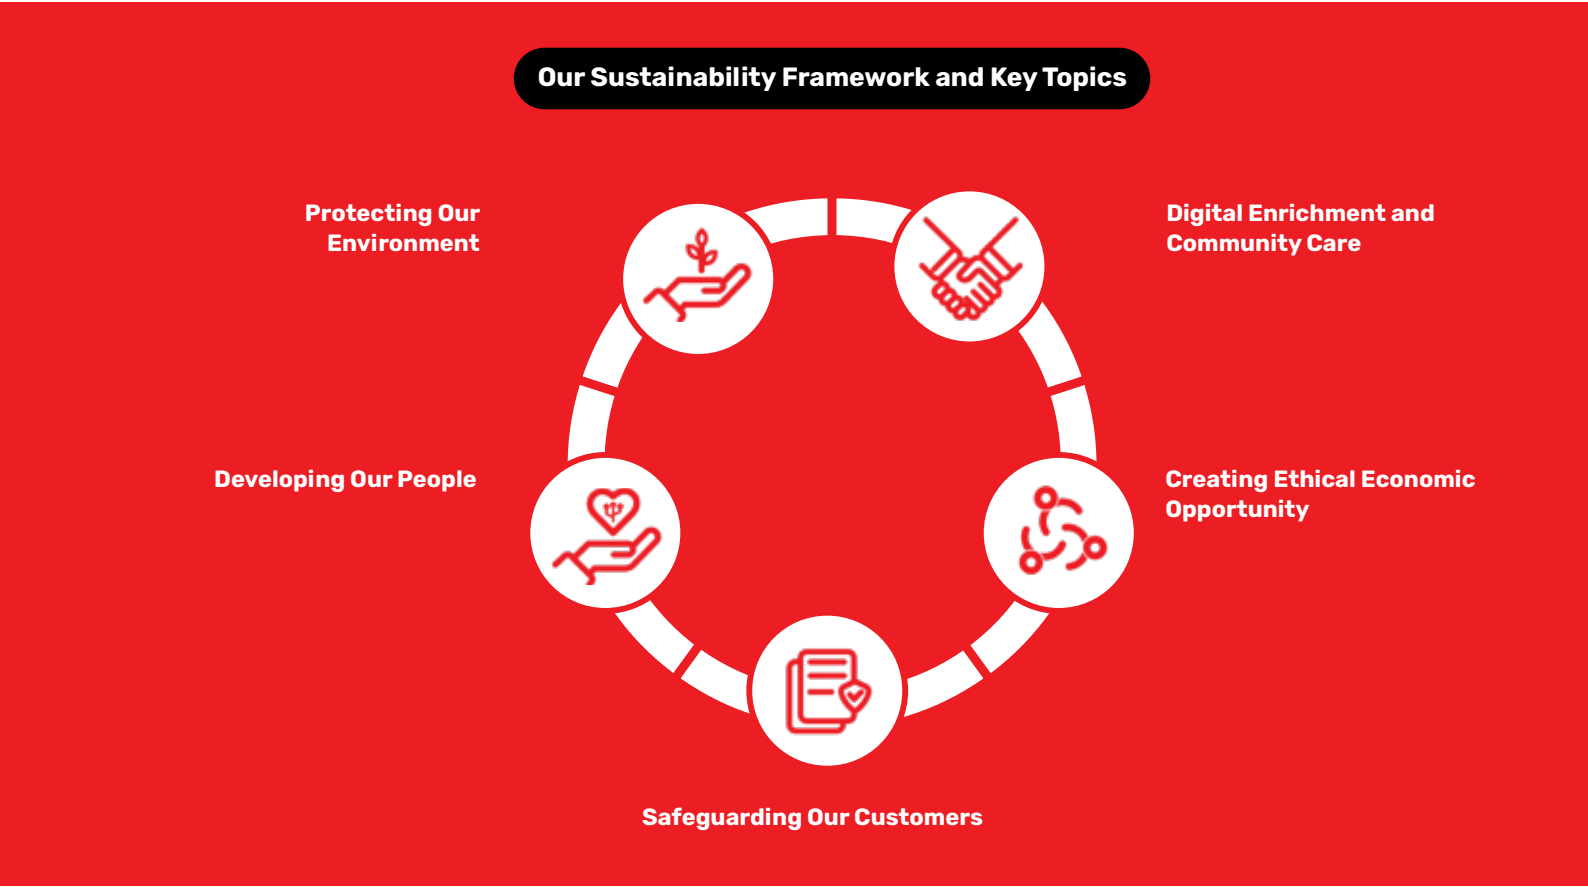 Our Sustainability Framework and Key Topics
Protecting Our
Environment
Digital Enrichment and
Community Care
Developing Our People
Creating Ethical Economic
Opportunity
Safeguarding Our Customers